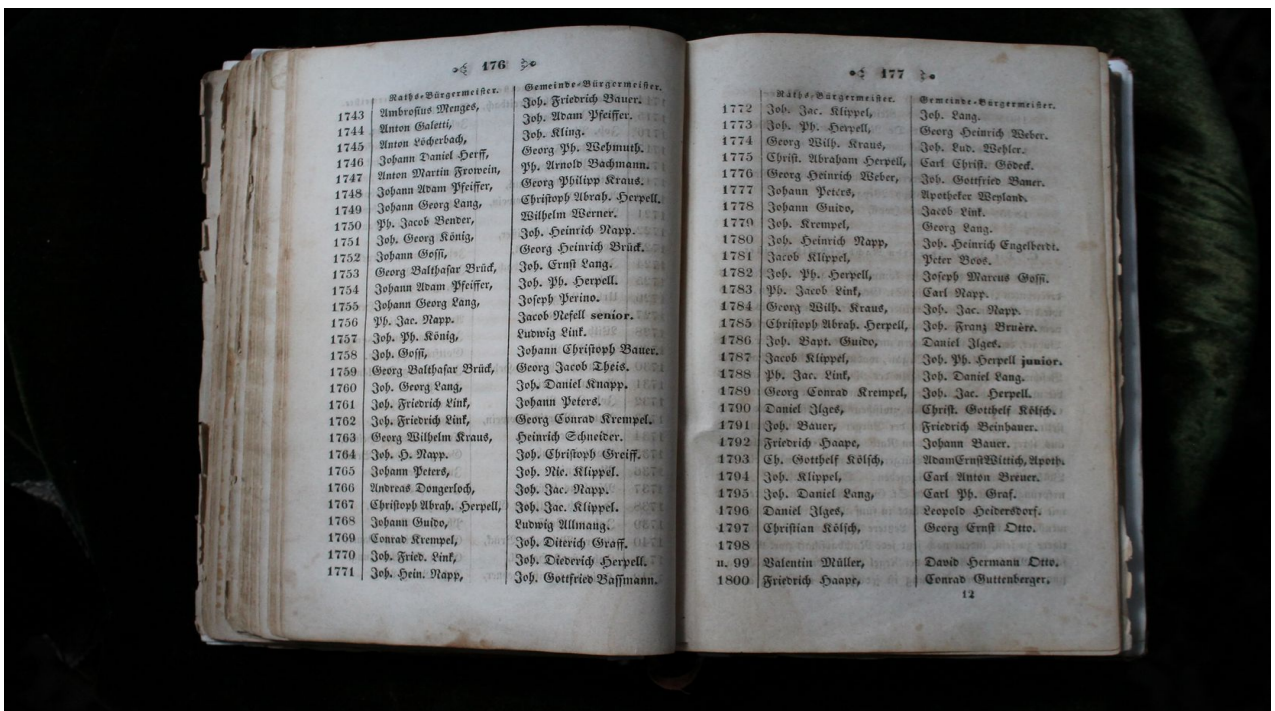 176
Raths-Bürgermeister. Gemeinde-Bürgermeister.
1743 Ambrosius Menges, Joh. Friedrich Bauer.
1744 Anton Galetti, Joh. Adam Pfeiffer.
1745 Anton Löcherbach, Joh. Kling.
1746 Johann Daniel Herff, Georg Ph. Wehmuth.
1747 Anton Martin Frowein, Ph. Arnold Bachmann.
1748 Johann Adam Pfeiffer, Georg Philipp Kraus.
1749 Johann Georg Lang, Christoph Abrah. Herpell.
1750 Ph. Jacob Bender, Wilhelm Werner.
1751 Joh. Georg König, Joh. Heinrich Napp.
1752 Johann Gossi, Georg Heinrich Brück.
1753 Georg Balthasar Brück, Joh. Ernst Lang.
1754 Johann Adam Pfeiffer, Joh. Ph. Herpell.
1755 Johann Georg Lang, Joseph Perino.
1756 Ph. Jac. Napp. Jacob Nefell senior.
1757 Joh. Ph. König, Ludwig Link.
1758 Joh. Gossi, Johann Christoph Bauer.
1759 Georg Balthasar Brück, Georg Jacob Theis.
1760 Joh. Georg Lang, Joh. Daniel Knapp.
1761 Joh. Friedrich Link, Johann Peters.
1762 Joh. Friedrich Link, Georg Conrad Krempel.
1763 Georg Wilhelm Kraus, Heinrich Schneider.
1764 Joh. H. Napp. Joh. Christoph Greiff.
1765 Johann Peters, Joh. Nic. Klippel.
1766 Andreas Dongerloch, Joh. Jac. Napp.
1767 Christoph Abrah. Herpell, Joh. Jac. Klippel.
1768 Johann Guido, Ludwig Allmang.
1769 Conrad Krempel, Joh. Diterich Graff.
1770 Joh. Fried. Link, Joh. Diederich Herpell.
1771 Joh. Hein. Napp, Joh. Gottfried Bassmann.
177
Raths-Bürgermeister. Gemeinde-Bürgermeister.
1772 Joh. Jac. Klippel, Joh. Lang.
1773 Joh. Ph. Herpell, Georg Heinrich Weber.
1774 Georg Wilh. Kraus, Joh. Lud. Wehler.
1775 Christ. Abraham Herpell, Carl Christ. Gödeck.
1776 Georg Heinrich Weber, Joh. Gottfried Bauer.
1777 Johann Peters, Apotheker Weyland.
1778 Johann Guido, Jacob Link.
1779 Joh. Krempel, Georg Lang.
1780 Joh. Heinrich Napp, Joh. Heinrich Engelberdt.
1781 Jacob Klippel, Peter Boos.
1782 Joh. Ph. Herpell, Joseph Marcus Gossi.
1783 Ph. Jacob Link, Carl Napp.
1784 Georg Wilh. Kraus, Joh. Jac. Napp.
1785 Christoph Abrah. Herpell, Joh. Franz Bruère.
1786 Joh. Bapt. Guido, Daniel Ilges.
1787 Jacob Klippel, Joh. Ph. Herpell junior.
1788 Ph. Jac. Link, Joh. Daniel Lang.
1789 Georg Conrad Krempel, Joh. Jac. Herpell.
1790 Daniel Ilges, Christ. Gotthelf Kölsch.
1791 Joh. Bauer, Friedrich Beinhauer.
1792 Friedrich Haape, Johann Bauer.
1793 Ch. Gotthelf Kölsch, Adam Ernst Wittich, Apoth.
1794 Joh. Klippel, Carl Anton Breuer.
1795 Joh. Daniel Lang, Carl Ph. Graf.
1796 Daniel Ilges, Leopold Heidersdorf.
1797 Christian Kölsch, Georg Ernst Otto.
1798
u. 99 Valentin Müller, David Hermann Otto.
1800 Friedrich Haape, Conrad Guttenberger.
12